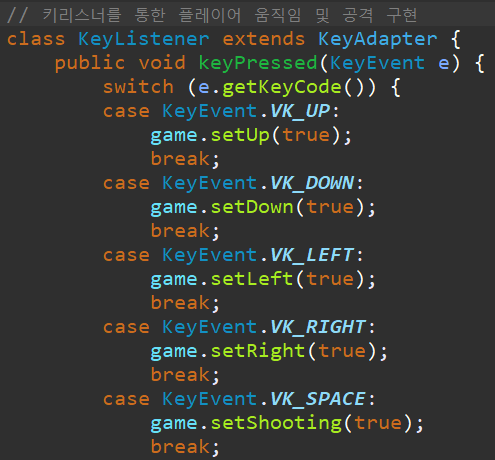 // 키리스너를 통한 플레이어 움직임 및 공격 구현
class KeyListener extends KeyAdapter {
    public void keyPressed(KeyEvent e) {
        switch (e.getKeyCode()) {
        case KeyEvent.VK_UP:
            game.setUp(true);
            break;
        case KeyEvent.VK_DOWN:
            game.setDown(true);
            break;
        case KeyEvent.VK_LEFT:
            game.setLeft(true);
            break;
        case KeyEvent.VK_RIGHT:
            game.setRight(true);
            break;
        case KeyEvent.VK_SPACE:
            game.setShooting(true);
            break;